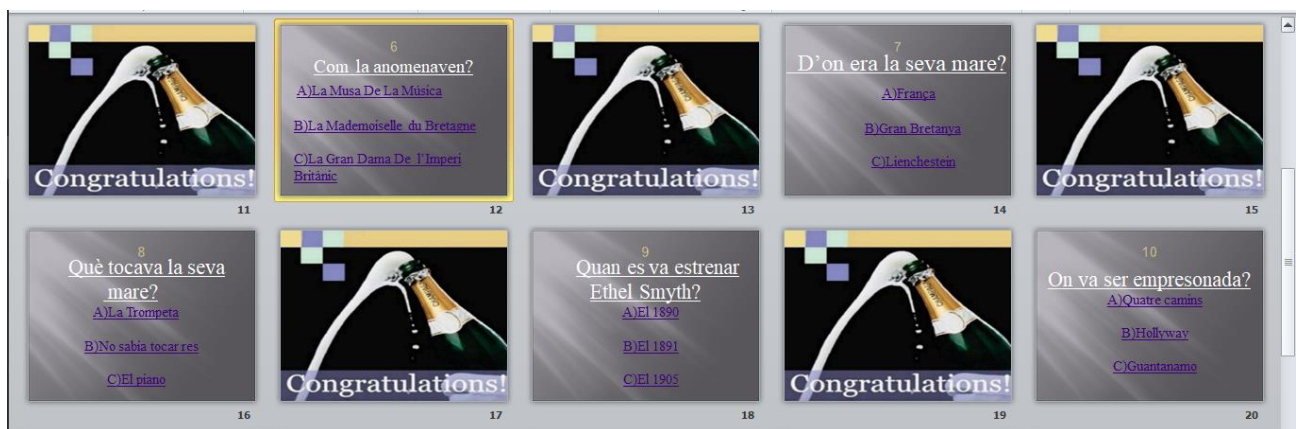 Congratulations!
11
6
Com la anomenaven?
A)La Musa De La Música
B)La Mademoiselle du Bretagne
C)La Gran Dama De l'Imperi
Britànic
12
Congratulations!
13
7
D'on era la seva mare?
A)França
B)Gran Bretanya
C)Lienchestein
14
Congratulations!
15
8
Què tocava la seva
mare?
A)La Trompeta
B)No sabia tocar res
C)El piano
16
Congratulations!
17
9
Quan es va estrenar
Ethel Smyth?
A)El 1890
B)El 1891
C)El 1905
18
Congratulations!
19
10
On va ser empresonada?
A)Quatre camins
B)Hollyway
C)Guantanamo
20